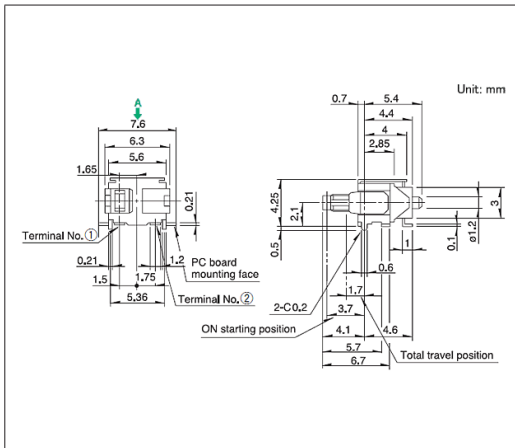 Unit: mm
A
7.6
6.3
5.6
1.65
0.21
Terminal No.①
0.21
1.2
PC board
mounting face
1.5
1.75
Terminal No.②
5.36
0.7
5.4
4.4
4
2.85
4.25
2.1
0.5
3
ø1.2
0.1
1
0.6
2-C0.2
1.7
3.7
ON starting position
4.1
4.6
Total travel position
5.7
6.7